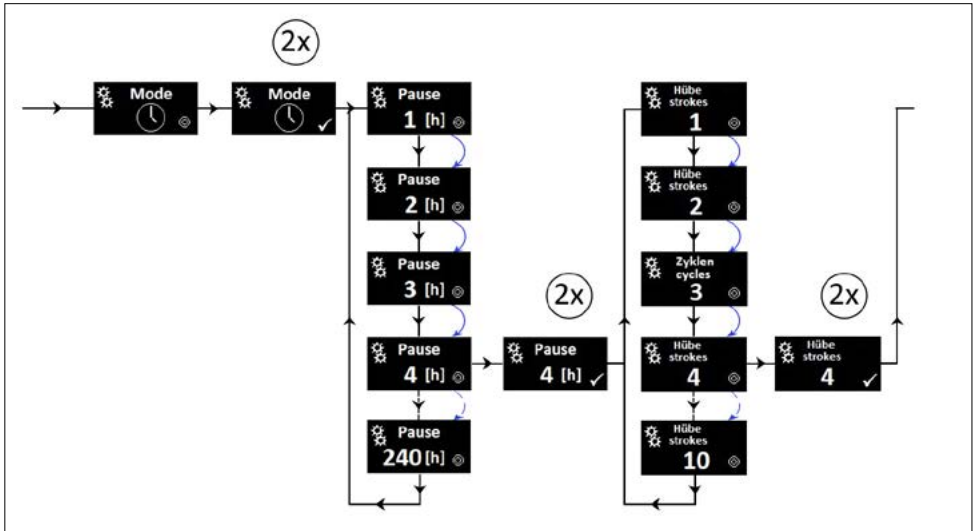 2x
Mode
Mode
Pause
1 [h]
Pause
2 [h]
Pause
3 [h]
Pause
4 [h]
Pause
240 [h]
2x
Pause
4 [h]
Hübe
strokes
1
Hübe
strokes
2
Zyklen
cycles
3
Hübe
strokes
4
Hübe
strokes
10
2x
Hübe
strokes
4